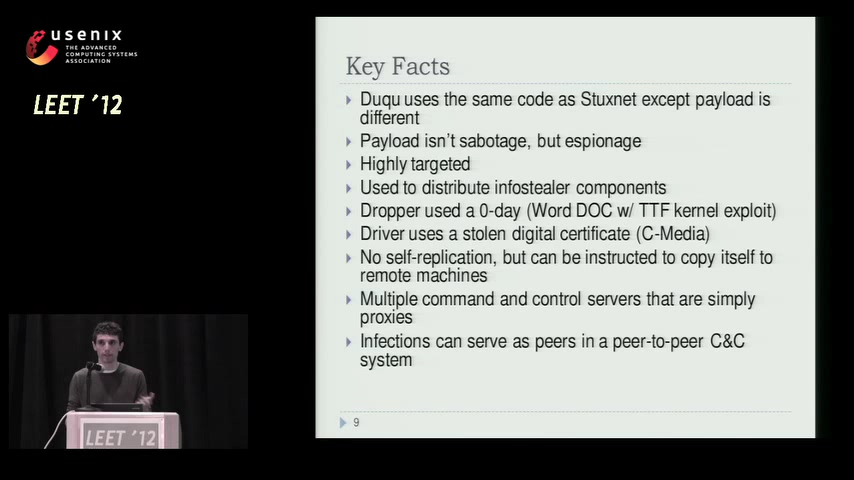 usenix
THE ADVANCED
COMPUTING SYSTEMS
ASSOCIATION
LEET '12
Key Facts
Duqu uses the same code as Stuxnet except payload is
different
Payload isn't sabotage, but espionage
Highly targeted
Used to distribute infostealer components
Dropper used a 0-day (Word DOC w/ TTF kernel exploit)
Driver uses a stolen digital certificate (C-Media)
No self-replication, but can be instructed to copy itself to
remote machines
Multiple command and control servers that are simply
proxies
Infections can serve as peers in a peer-to-peer C&C
system
9
LEET '12